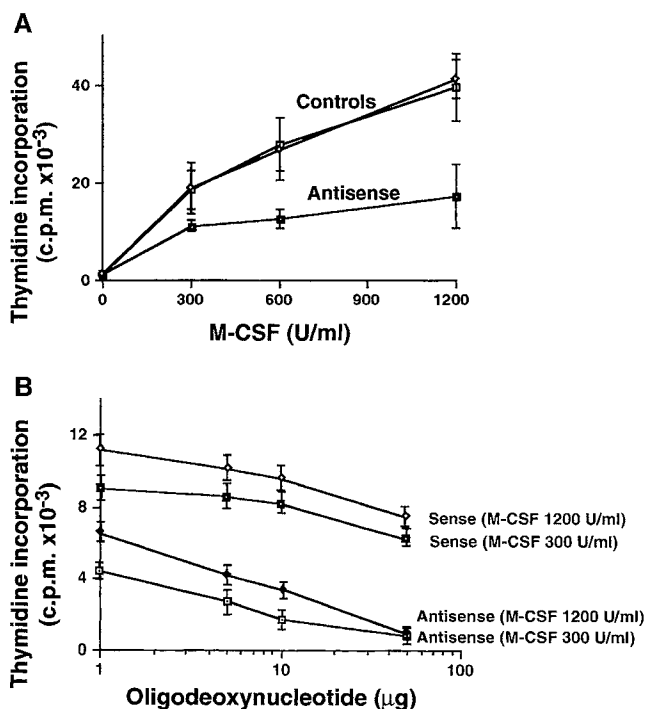 A
Thymidine incorporation
(c.p.m. x10⁻³)
40
20
0
Controls
Antisense
0 300 600 900 1200
M-CSF (U/ml)
B
Thymidine incorporation
(c.p.m. x10⁻³)
12
8
4
0
Sense (M-CSF 1200 U/ml)
Sense (M-CSF 300 U/ml)
Antisense (M-CSF 1200 U/ml)
Antisense (M-CSF 300 U/ml)
1 10 100
Oligodeoxynucleotide (μg)